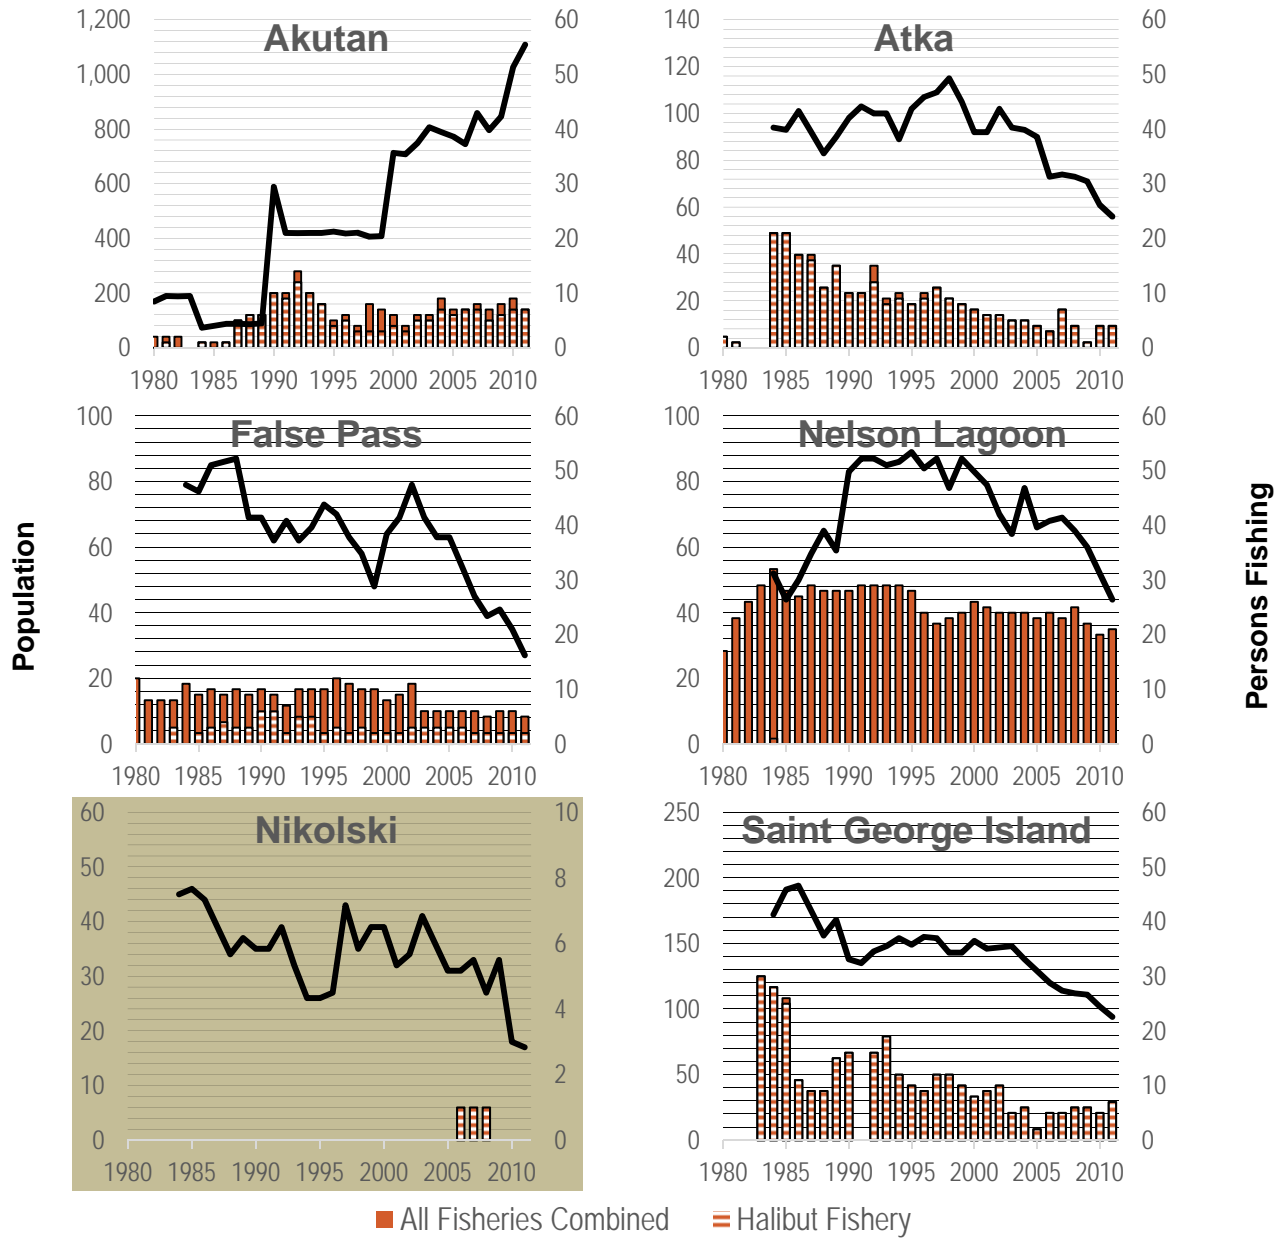 1,200 60 140 60
Akutan Atka
1,000 50 120 50
100
800 40 40
80
600 30 30
60
400 20 20
40
200 10 20 10
0 0 0 0
1980 1985 1990 1995 2000 2005 2010 1980 1985 1990 1995 2000 2005 2010
100 60 100 60
False Pass Nelson Lagoon
80 50 80 50
40 40
60 60
30 30
40 40
20 20
20 10 20 10
0 0 0 0
1980 1985 1990 1995 2000 2005 2010 1980 1985 1990 1995 2000 2005 2010
Population
Persons Fishing
60 10 250 60
Nikolski Saint George Island
50 8 200 50
40 40
6 150
30 30
4 100
20 20
10 2 50 10
0 0 0 0
1980 1985 1990 1995 2000 2005 2010 1980 1985 1990 1995 2000 2005 2010
All Fisheries Combined Halibut Fishery